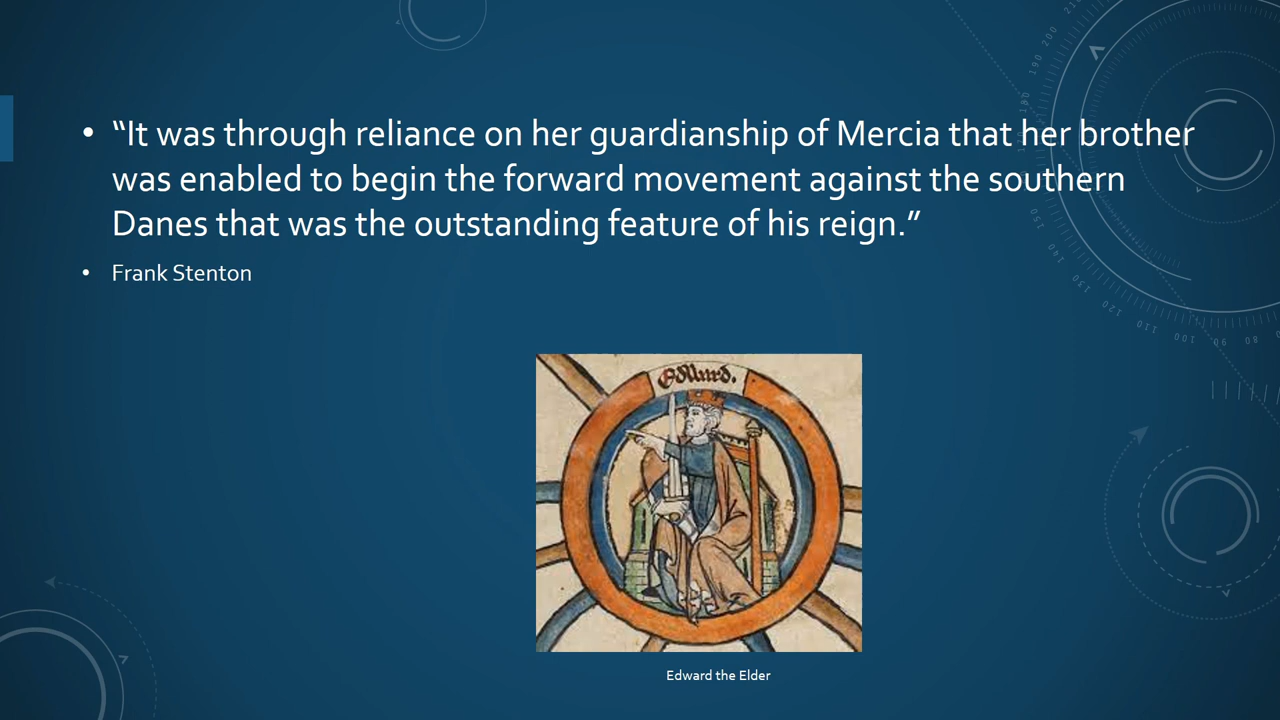 • “It was through reliance on her guardianship of Mercia that her brother
was enabled to begin the forward movement against the southern
Danes that was the outstanding feature of his reign.”
• Frank Stenton
Edward the Elder